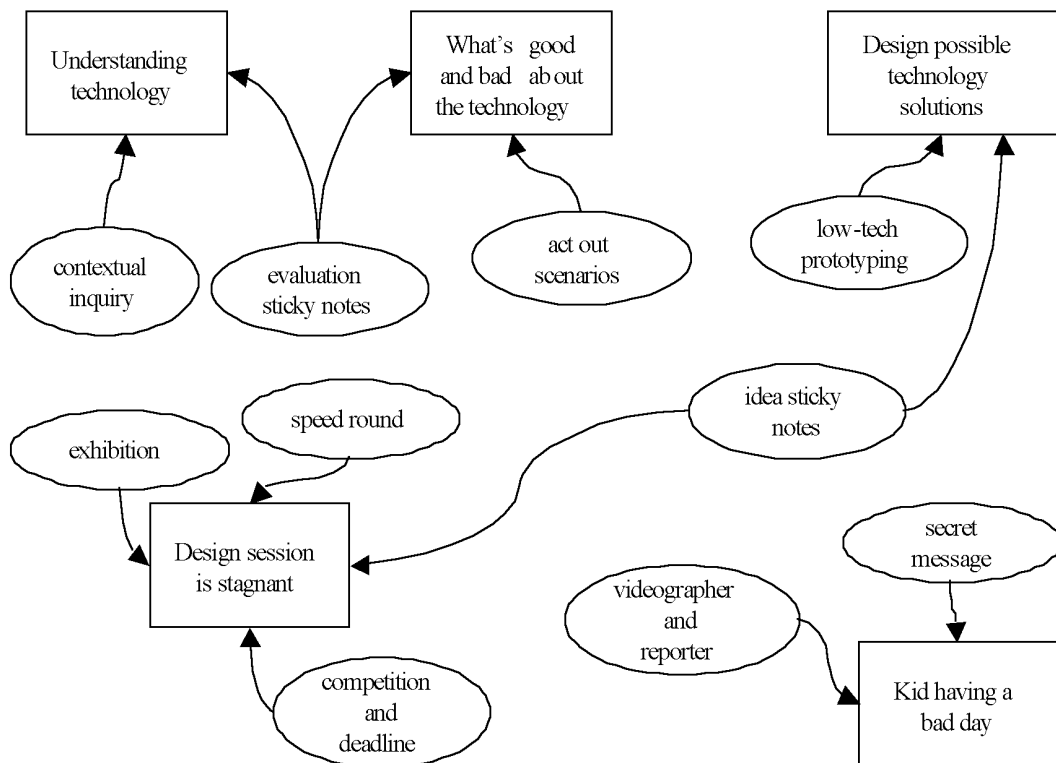 Understanding
technology
What's good
and bad about
the technology
Design possible
technology
solutions
contextual
inquiry
evaluation
sticky notes
act out
scenarios
low-tech
prototyping
exhibition
speed round
idea sticky
notes
Design session
is stagnant
secret
message
videographer
and
reporter
competition
and
deadline
Kid having a
bad day